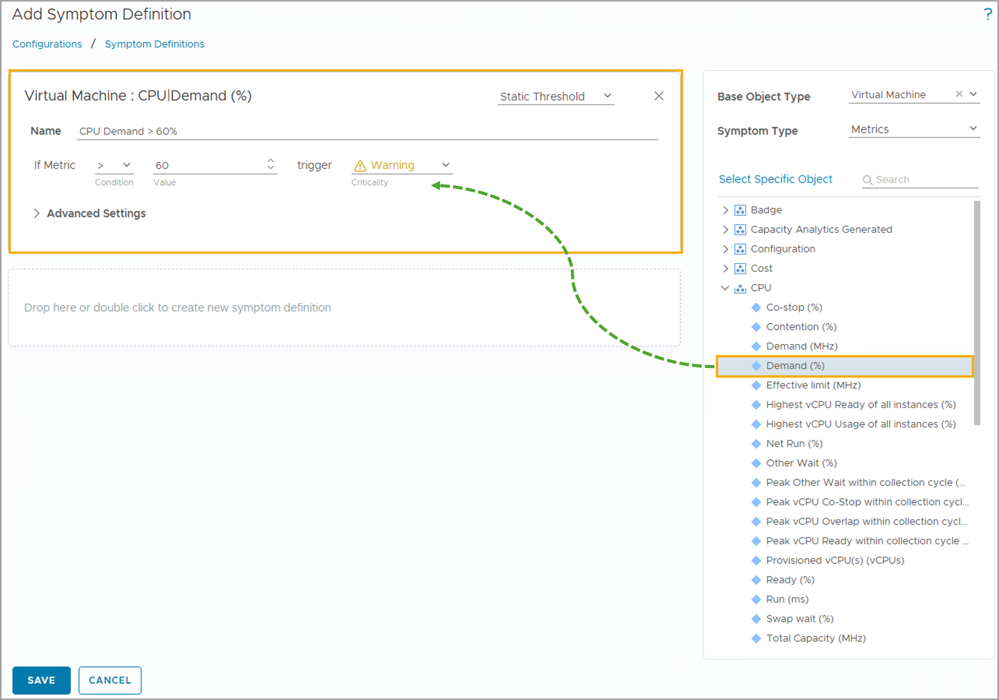 Add Symptom Definition
?
Configurations / Symptom Definitions
Virtual Machine : CPU|Demand (%)
Static Threshold
Name CPU Demand > 60%
If Metric > 60 trigger Warning
Condition Value Criticality
Advanced Settings
Drop here or double click to create new symptom definition
Base Object Type Virtual Machine
Symptom Type Metrics
Select Specific Object Search
Badge
Capacity Analytics Generated
Configuration
Cost
CPU
Co-stop (%)
Contention (%)
Demand (MHz)
Demand (%)
Effective limit (MHz)
Highest vCPU Ready of all instances (%)
Highest vCPU Usage of all instances (%)
Net Run (%)
Other Wait (%)
Peak Other Wait within collection cycle (...
Peak vCPU Co-Stop within collection cycl...
Peak vCPU Overlap within collection cycl...
Peak vCPU Ready within collection cycle ...
Provisioned vCPU(s) (vCPUs)
Ready (%)
Run (ms)
Swap wait (%)
Total Capacity (MHz)
SAVE CANCEL